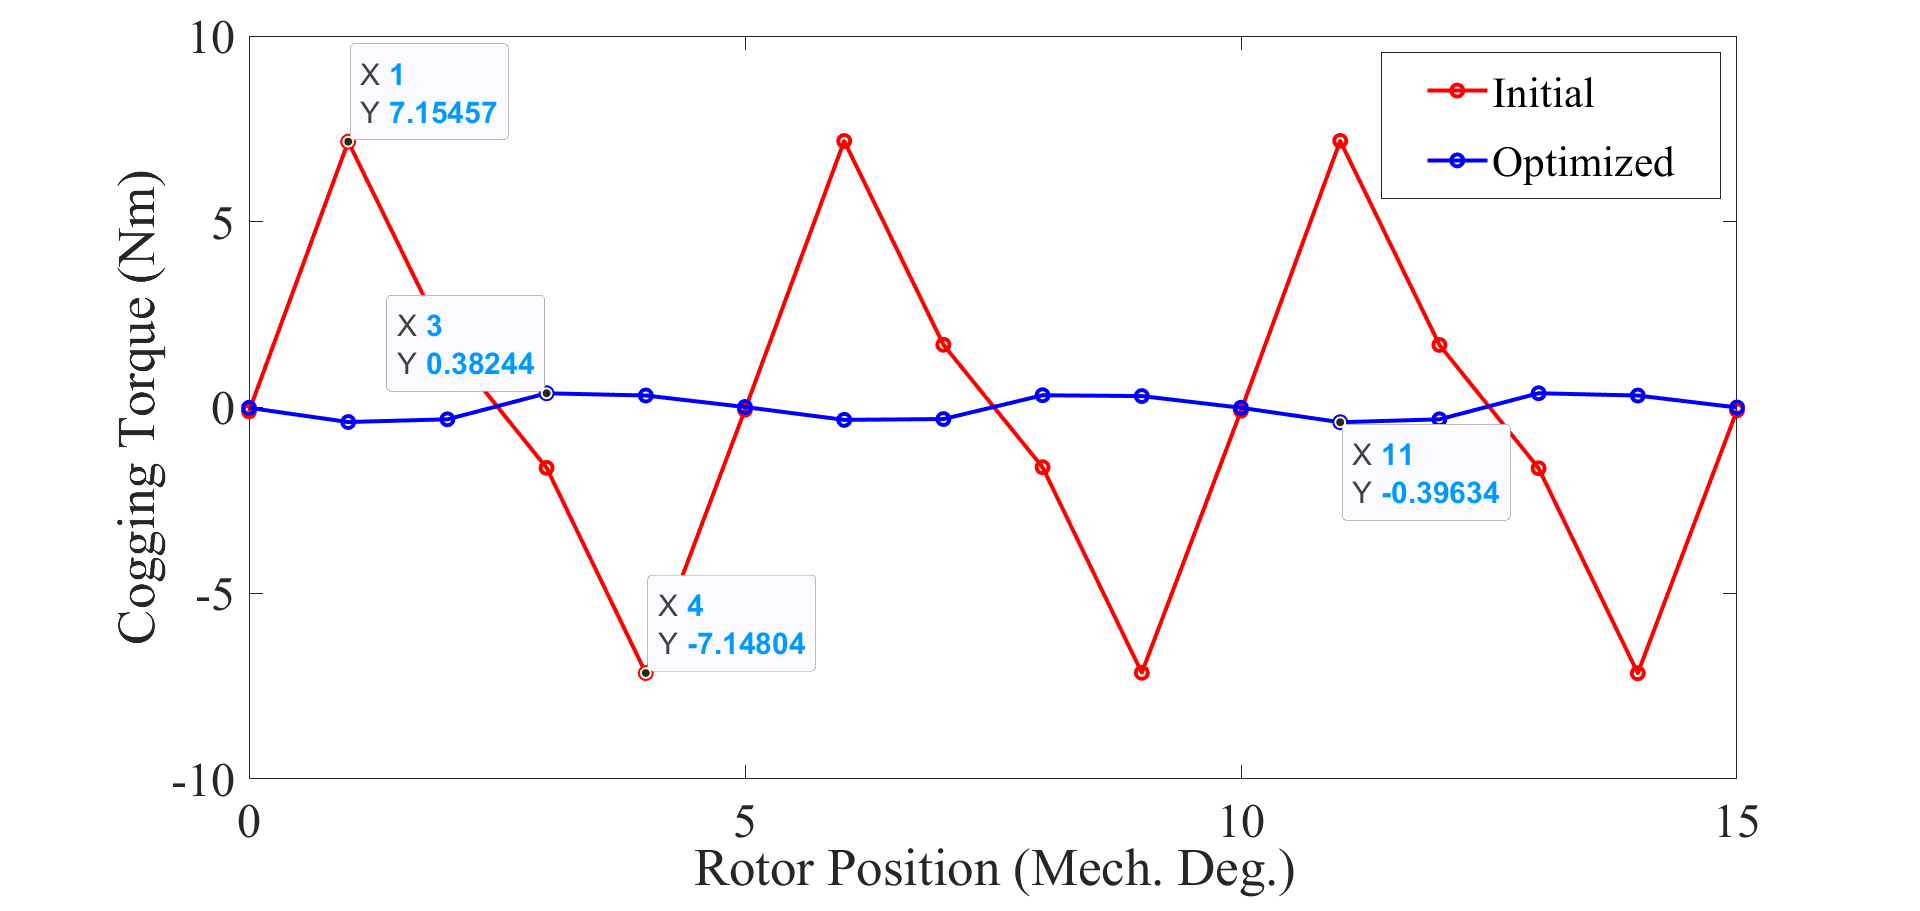 10
5
0
-5
-10
Cogging Torque (Nm)
X 1
Y 7.15457
X 3
Y 0.38244
X 4
Y -7.14804
X 11
Y -0.39634
Initial
Optimized
0
5
10
15
Rotor Position (Mech. Deg.)